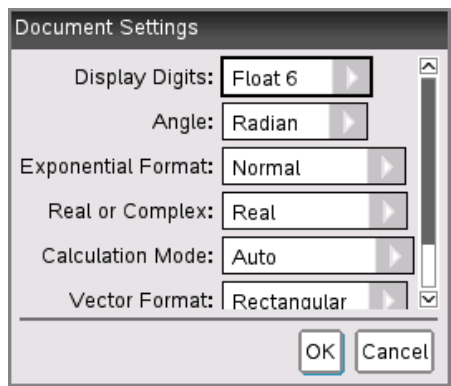 Document Settings
Display Digits: Float 6
Angle: Radian
Exponential Format: Normal
Real or Complex: Real
Calculation Mode: Auto
Vector Format: Rectangular
OK Cancel